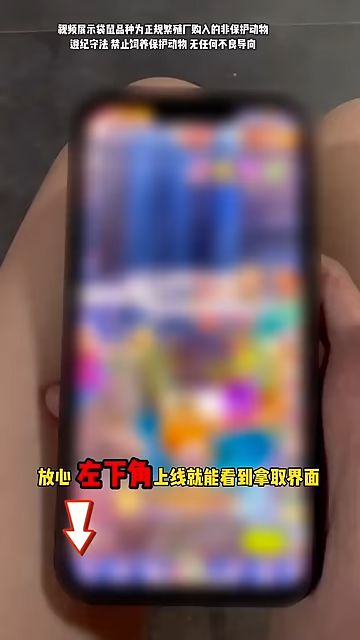 视频展示袋鼠品种为正规繁殖厂购入的非保护动物
遵纪守法 禁止饲养保护动物 无任何不良导向
放心 左下角上线就能看到拿取界面